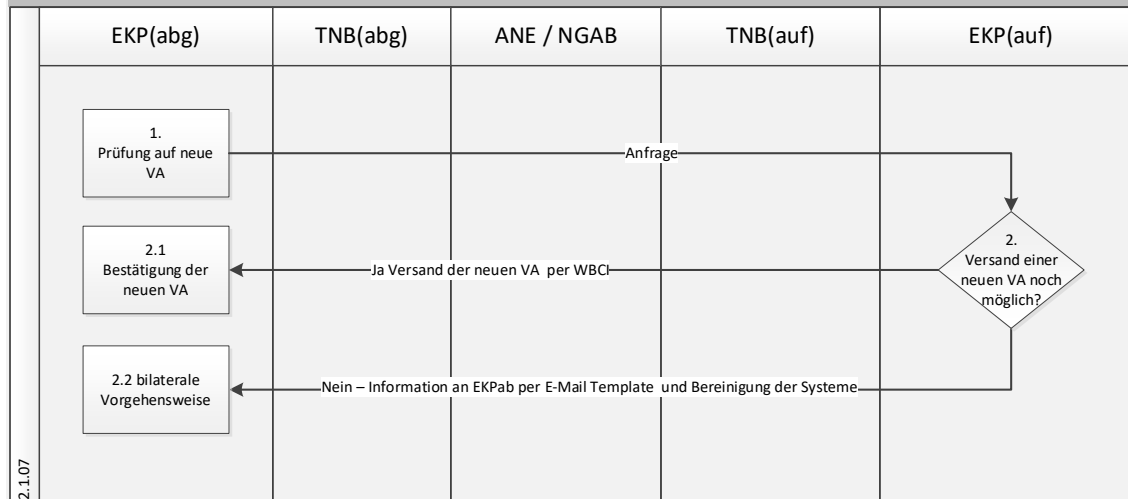 EKP(abg)
TNB(abg)
ANE / NGAB
TNB(auf)
EKP(auf)
1.
Prüfung auf neue
VA
Anfrage
2.
Versand einer
neuen VA noch
möglich?
Ja Versand der neuen VA per WBCI
2.1
Bestätigung der
neuen VA
Nein – Information an EKPab per E-Mail Template und Bereinigung der Systeme
2.2 bilaterale
Vorgehensweise
2.1.07